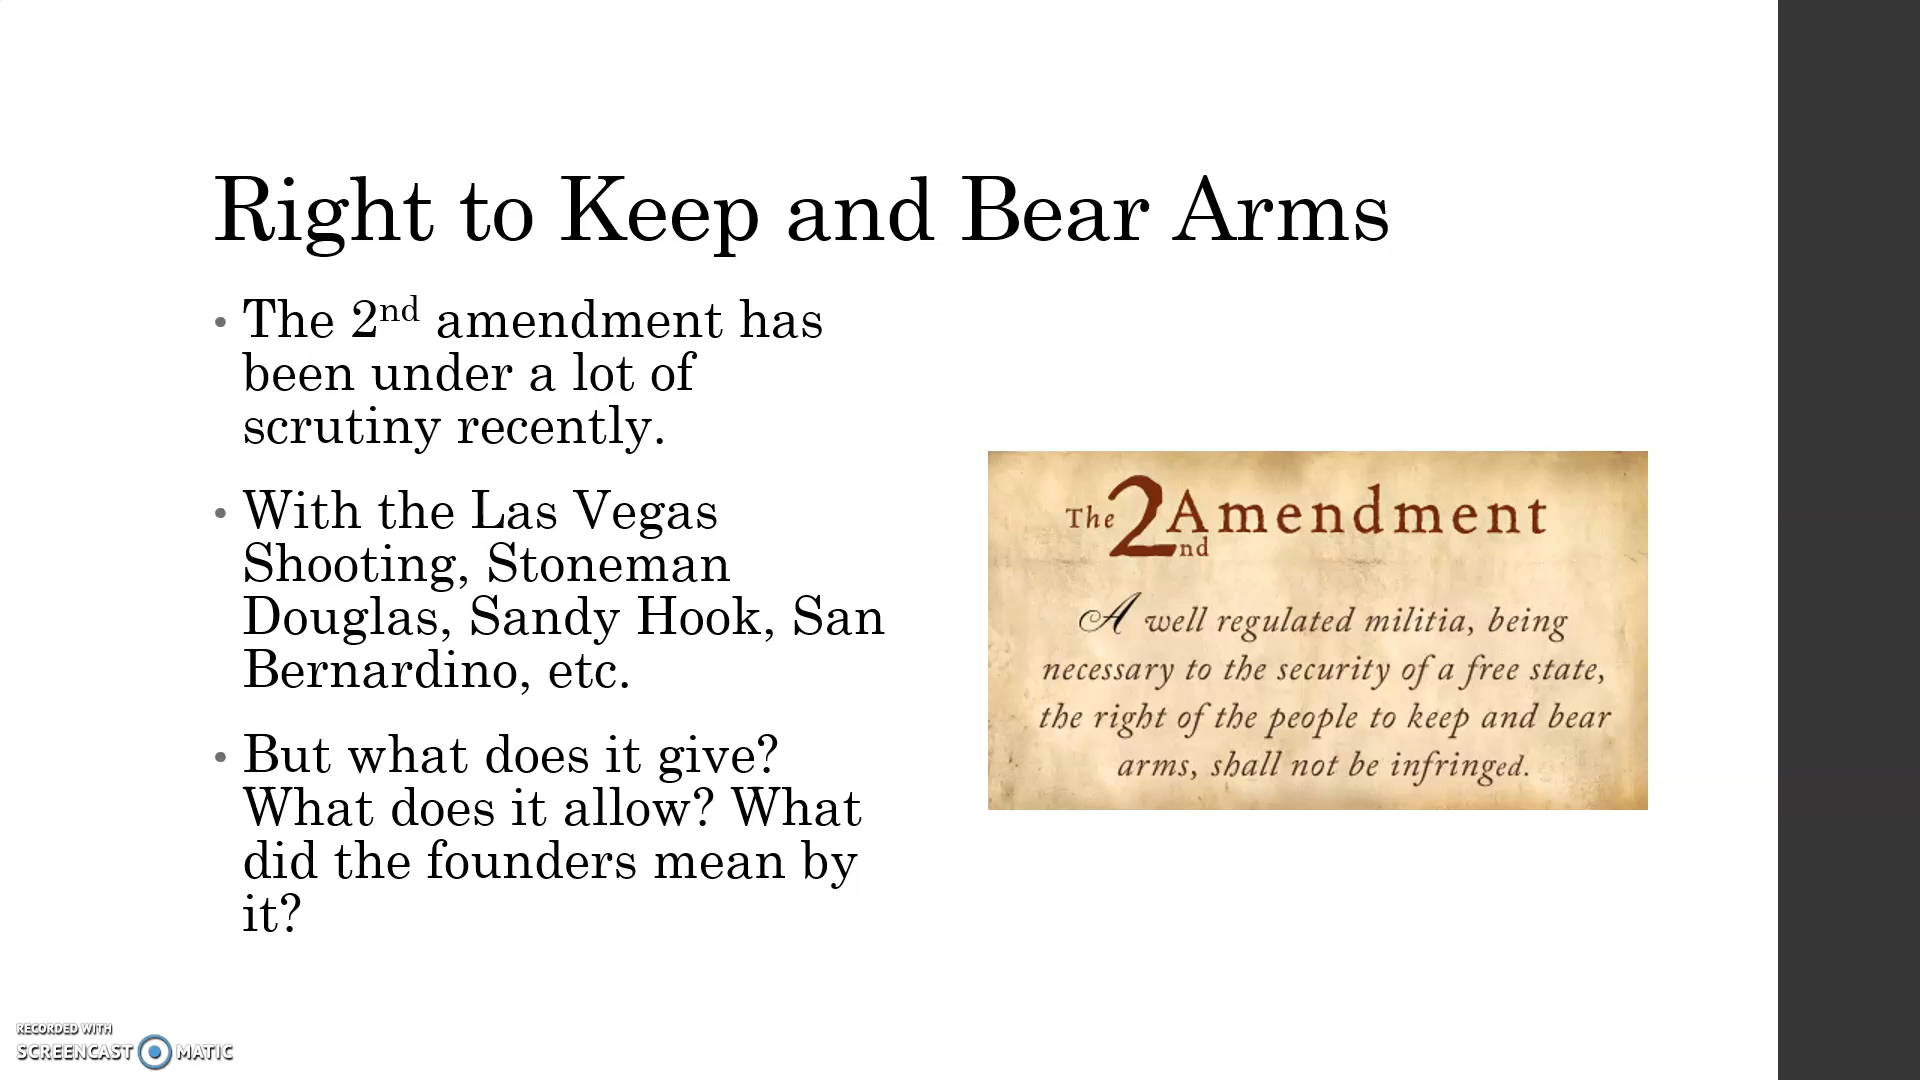 Right to Keep and Bear Arms
• The 2nd amendment has
been under a lot of
scrutiny recently.
• With the Las Vegas
Shooting, Stoneman
Douglas, Sandy Hook, San
Bernardino, etc.
• But what does it give?
What does it allow? What
did the founders mean by
it?
The 2nd Amendment
A well regulated militia, being
necessary to the security of a free state,
the right of the people to keep and bear
arms, shall not be infringed.
RECORDED WITH
SCREENCAST MATIC